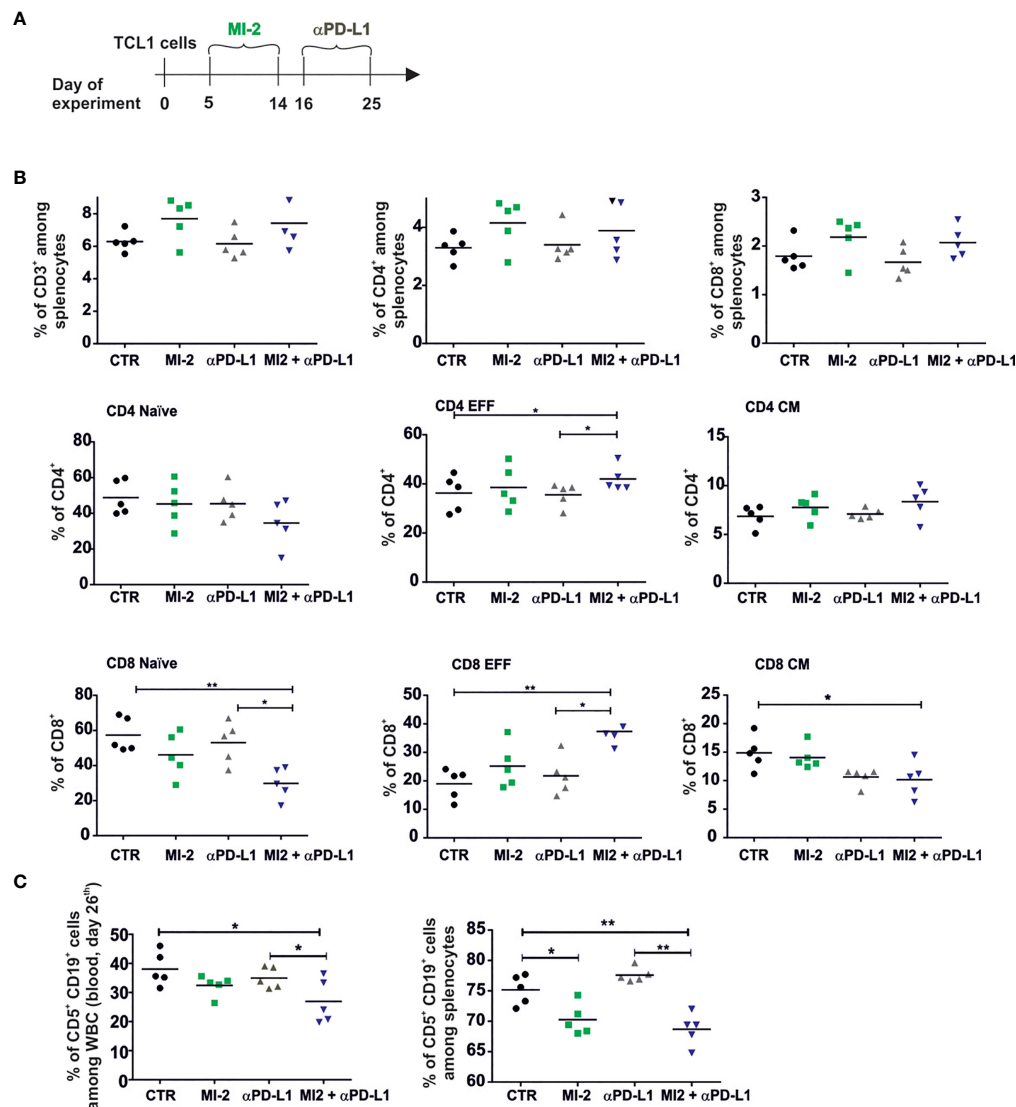 A
MI-2 αPD-L1
TCL1 cells
Day of
experiment 0 5 14 16 25
B
% of CD3⁺ among
splenocytes
8
6
4
2
0
CTR MI-2 αPD-L1 MI2 + αPD-L1
% of CD4⁺ among
splenocytes
4
2
0
CTR MI-2 αPD-L1 MI2 + αPD-L1
% of CD8⁺ among
splenocytes
3
2
1
0
CTR MI-2 αPD-L1 MI2 + αPD-L1
CD4 Naïve
% of CD4⁺
80
60
40
20
0
CTR MI-2 αPD-L1 MI2 + αPD-L1
CD4 EFF
*
*
% of CD4⁺
60
40
20
0
CTR MI-2 αPD-L1 MI2 + αPD-L1
CD4 CM
% of CD4⁺
15
10
5
0
CTR MI-2 αPD-L1 MI2 + αPD-L1
CD8 Naïve
**
*
% of CD8⁺
80
60
40
20
0
CTR MI-2 αPD-L1 MI2 + αPD-L1
CD8 EFF
**
*
% of CD8⁺
50
40
30
20
10
0
CTR MI-2 αPD-L1 MI2 + αPD-L1
CD8 CM
*
% of CD8⁺
25
20
15
10
5
0
CTR MI-2 αPD-L1 MI2 + αPD-L1
C
% of CD5⁺ CD19⁺ cells
among WBC (blood, day 26ᵗʰ)
*
*
50
40
30
20
10
0
CTR MI-2 αPD-L1 MI2 + αPD-L1
% of CD5⁺ CD19⁺ cells
among splenocytes
**
*
**
85
80
75
70
65
60
CTR MI-2 αPD-L1 MI2 + αPD-L1